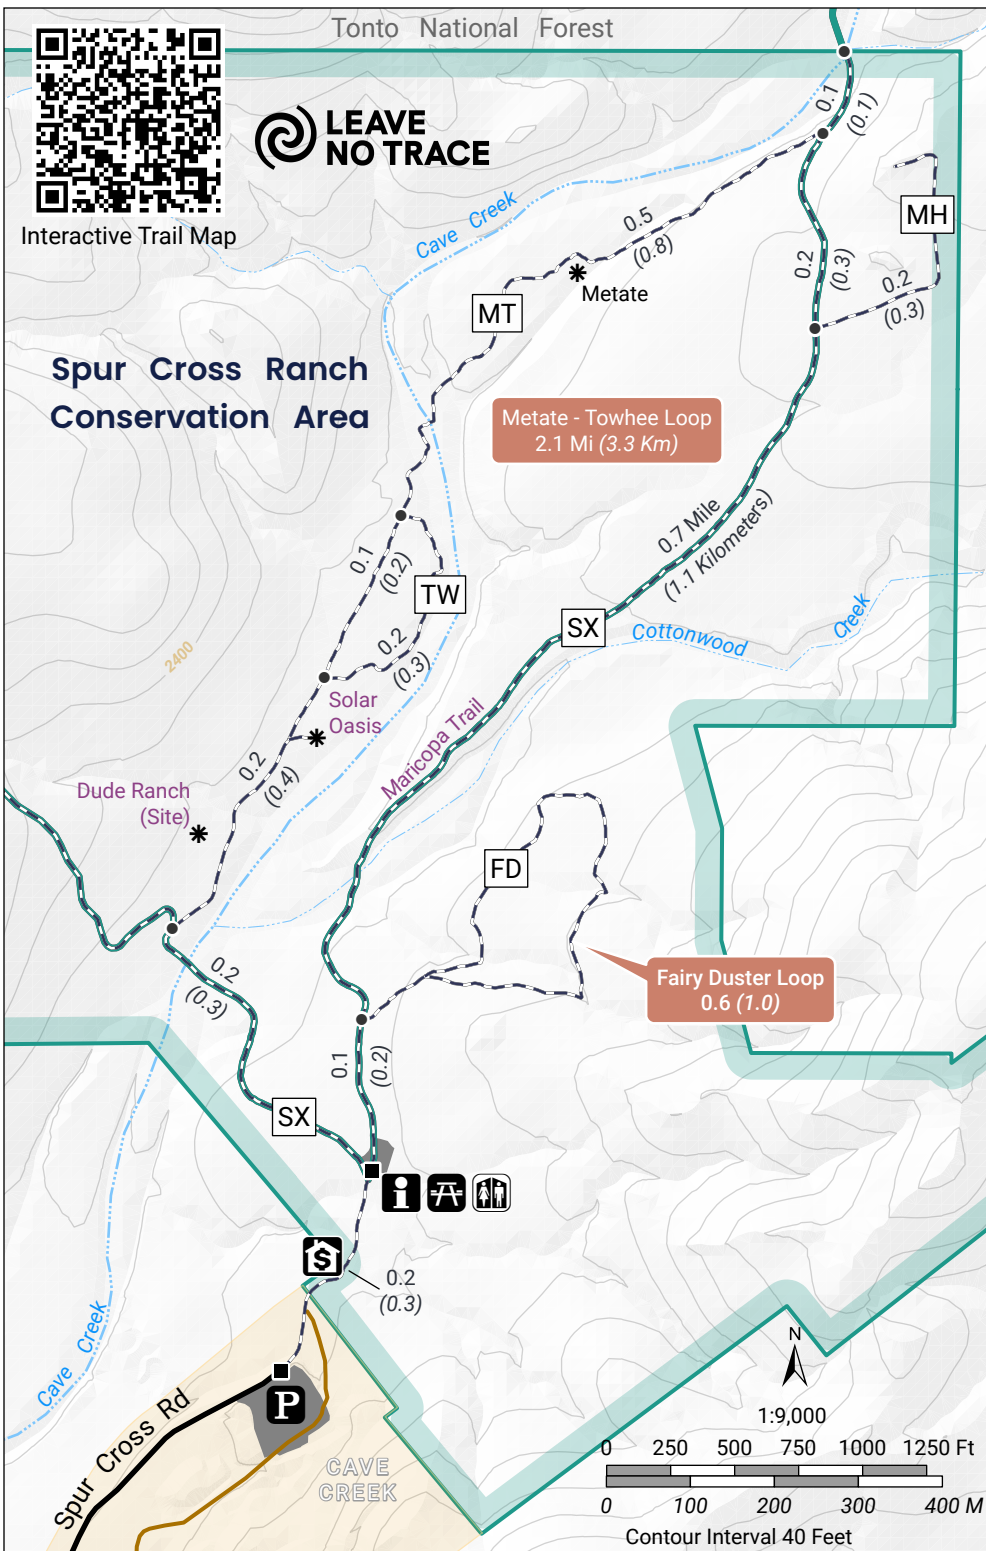 Tonto National Forest
LEAVE
NO TRACE
Interactive Trail Map
0.1
(0.1)
MH
Cave Creek
0.5
(0.8)
0.2
(0.3)
0.2
(0.3)
Metate
MT
Spur Cross Ranch
Conservation Area
Metate - Towhee Loop
2.1 Mi (3.3 Km)
0.7 Mile
(1.1 Kilometers)
0.1
(0.2)
TW
0.2
(0.3)
SX
Cottonwood
Creek
2400
Solar
Oasis
Maricopa Trail
0.2
(0.4)
Dude Ranch
(Site)
FD
0.2
(0.3)
Fairy Duster Loop
0.6 (1.0)
0.1
(0.2)
SX
i
$
0.2
(0.3)
Cave Creek
P
Spur Cross Rd
CAVE
CREEK
N
1:9,000
0 250 500 750 1000 1250 Ft
0 100 200 300 400 M
Contour Interval 40 Feet